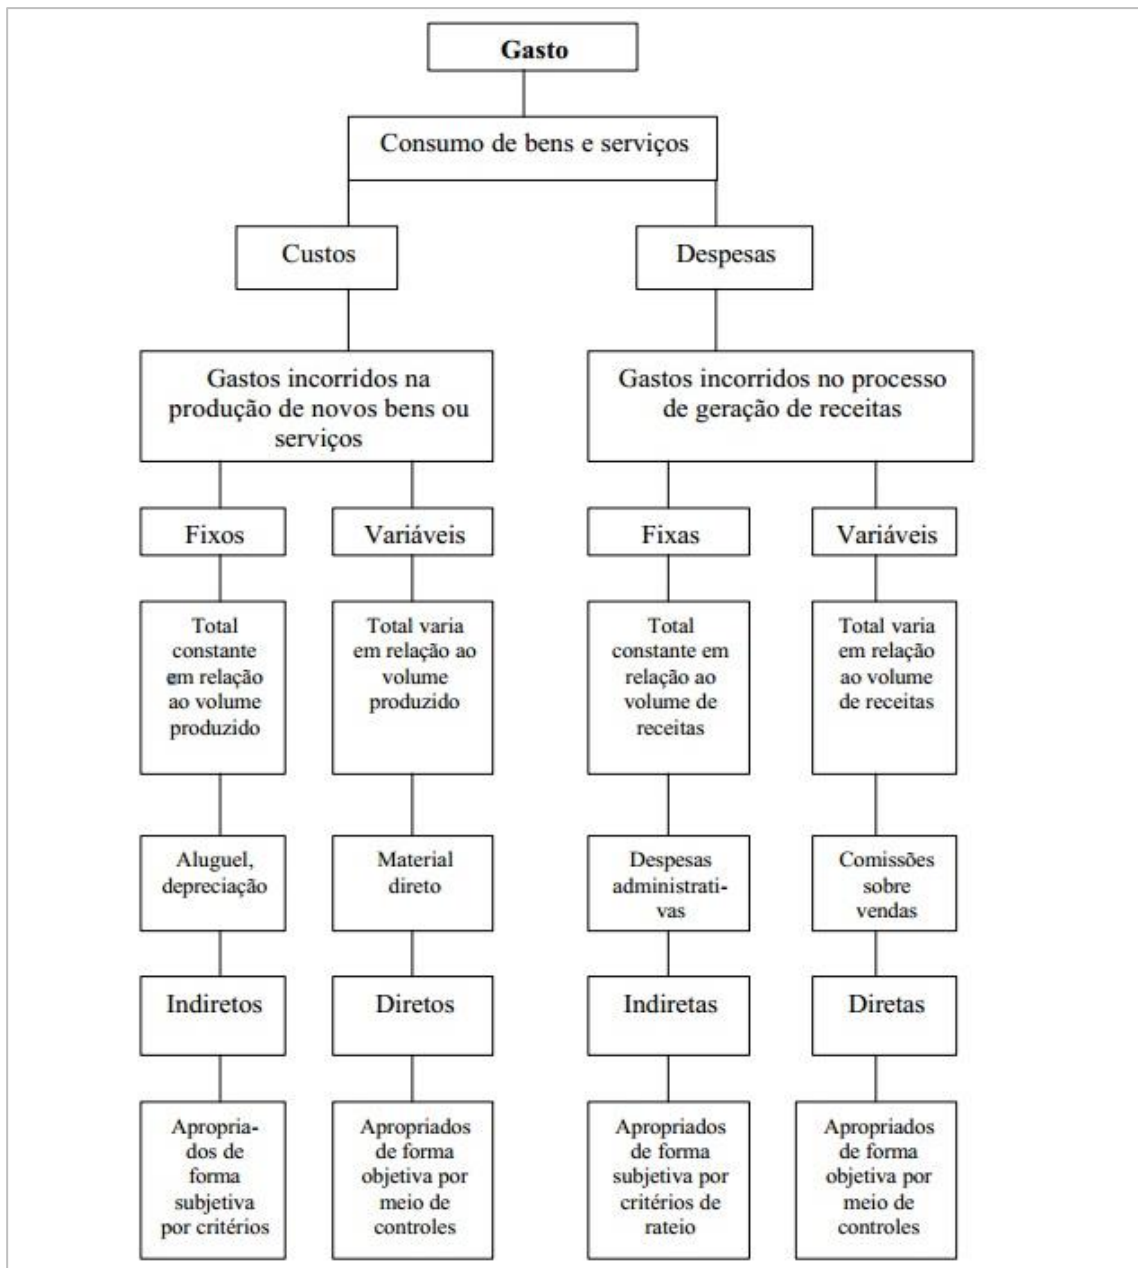 Gasto
Consumo de bens e serviços
Custos
Despesas
Gastos incorridos na
produção de novos bens ou
serviços
Gastos incorridos no processo
de geração de receitas
Fixos
Variáveis
Fixas
Variáveis
Total
constante
em relação
ao volume
produzido
Total varia
em relação ao
volume
produzido
Total
constante em
relação ao
volume de
receitas
Total varia
em relação
ao volume
de receitas
Aluguel,
depreciação
Material
direto
Despesas
administrati-
vas
Comissões
sobre
vendas
Indiretos
Diretos
Indiretas
Diretas
Apropria-
dos de
forma
subjetiva
por critérios
Apropriados
de forma
objetiva por
meio de
controles
Apropriados
de forma
subjetiva por
critérios de
rateio
Apropriados
de forma
objetiva por
meio de
controles